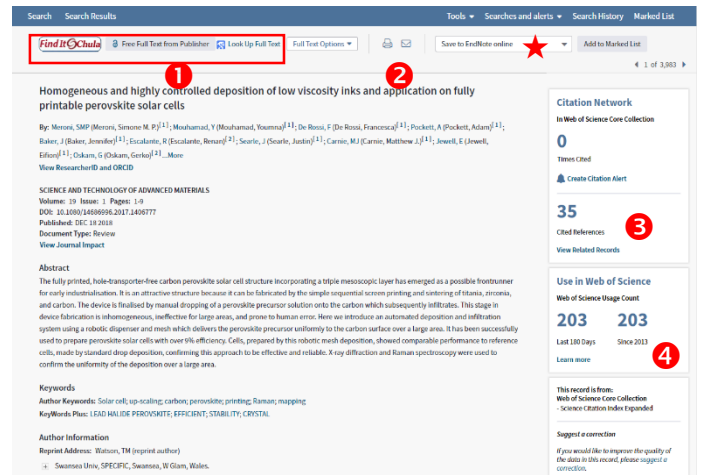 Search Search Results Tools Searches and alerts Search History Marked List
Find It@Chula Free Full Text from Publisher Look Up Full Text Full Text Options Save to EndNote online Add to Marked List
1 2
1 of 3,983
Homogeneous and highly controlled deposition of low viscosity inks and application on fully
printable perovskite solar cells
By: Meroni, SMP (Meroni, Simone M. P.)[1]; Mouhamad, Y (Mouhamad, Youmna)[1]; De Rossi, F (De Rossi, Francesca)[1]; Pockett, A (Pockett, Adam)[1];
Baker, J (Baker, Jennifer)[1]; Escalante, R (Escalante, Renan)[2]; Searle, J (Searle, Justin)[1]; Carnie, MJ (Carnie, Matthew J.)[1]; Jewell, E (Jewell,
Eifion)[1]; Oskam, G (Oskam, Gerko)[2] ...More
View ResearcherID and ORCID
SCIENCE AND TECHNOLOGY OF ADVANCED MATERIALS
Volume: 19 Issue: 1 Pages: 1-9
DOI: 10.1080/14686996.2017.1406777
Published: DEC 18 2018
Document Type: Review
View Journal Impact
Abstract
The fully printed, hole-transporter-free carbon perovskite solar cell structure incorporating a triple mesoscopic layer has emerged as a possible frontrunner
for early industrialisation. It is an attractive structure because it can be fabricated by the simple sequential screen printing and sintering of titania, zirconia,
and carbon. The device is finalised by manual dropping of a perovskite precursor solution onto the carbon which subsequently infiltrates. This stage in
device fabrication is inhomogeneous, ineffective for large areas, and prone to human error. Here we introduce an automated deposition and infiltration
system using a robotic dispenser and mesh which delivers the perovskite precursor uniformly to the carbon surface over a large area. It has been successfully
used to prepare perovskite solar cells with over 9% efficiency. Cells, prepared by this robotic mesh deposition, showed comparable performance to reference
cells, made by standard drop deposition, confirming this approach to be effective and reliable. X-ray diffraction and Raman spectroscopy were used to
confirm the uniformity of the deposition over a large area.
Keywords
Author Keywords: Solar cell; up-scaling; carbon; perovskite; printing; Raman; mapping
KeyWords Plus: LEAD HALIDE PEROVSKITE; EFFICIENT; STABILITY; CRYSTAL
Author Information
Reprint Address: Watson, TM (reprint author)
Swansea Univ, SPECIFIC, Swansea, W Glam, Wales.
Citation Network
In Web of Science Core Collection
0
Times Cited
Create Citation Alert
35
3
Cited References
View Related Records
Use in Web of Science
Web of Science Usage Count
203 203
Last 180 Days Since 2013
4
Learn more
This record is from:
Web of Science Core Collection
- Science Citation Index Expanded
Suggest a correction
If you would like to improve the quality of
the data in this record, please suggest a
correction.